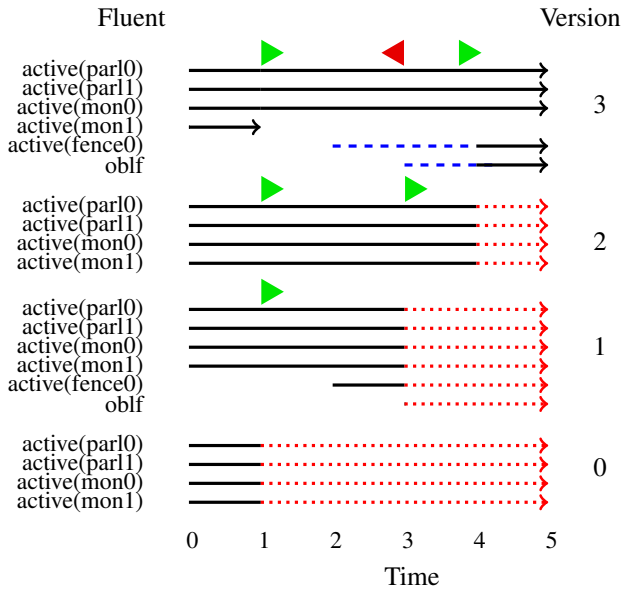 Fluent Version
active(parl0)
active(parl1)
active(mon0)
active(mon1)
active(fence0)
oblf
3
active(parl0)
active(parl1)
active(mon0)
active(mon1)
2
active(parl0)
active(parl1)
active(mon0)
active(mon1)
active(fence0)
oblf
1
active(parl0)
active(parl1)
active(mon0)
active(mon1)
0
0 1 2 3 4 5
Time